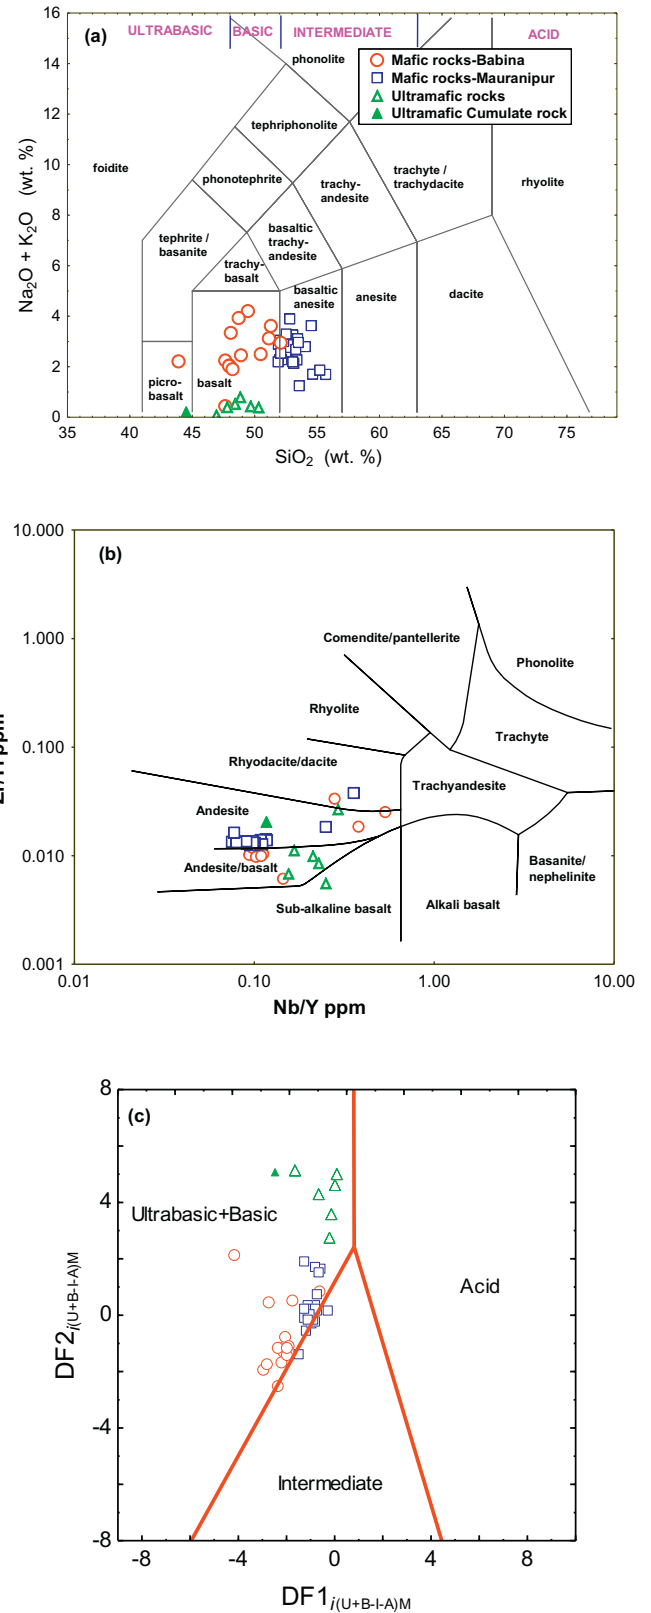 (a)
ULTRABASIC BASIC INTERMEDIATE ACID
Mafic rocks-Babina
Mafic rocks-Mauranipur
Ultramafic rocks
Ultramafic Cumulate rock
phonolite
tephriphonolite
foidite
phonotephrite
trachy-
andesite
trachyte /
trachydacite
rhyolite
tephrite /
basanite
basaltic
trachy-
andesite
trachy-
basalt
basaltic
anesite
anesite
dacite
picro-
basalt
basalt
16
14
12
10
8
6
4
2
0
Na₂O + K₂O (wt. %)
35 40 45 50 55 60 65 70 75
SiO₂ (wt. %)
(b)
10.000
1.000
0.100
0.010
0.001
Comendite/pantellerite
Phonolite
Rhyolite
Trachyte
Rhyodacite/dacite
Trachyandesite
Andesite
Andesite/basalt
Basanite/
nephelinite
Sub-alkaline basalt
Alkali basalt
0.01 0.10 1.00 10.00
Nb/Y ppm
(c)
8
4
0
-4
-8
DF2i(U+B-I-A)M
Ultrabasic+Basic
Acid
Intermediate
-8 -4 0 4 8
DF1i(U+B-I-A)M